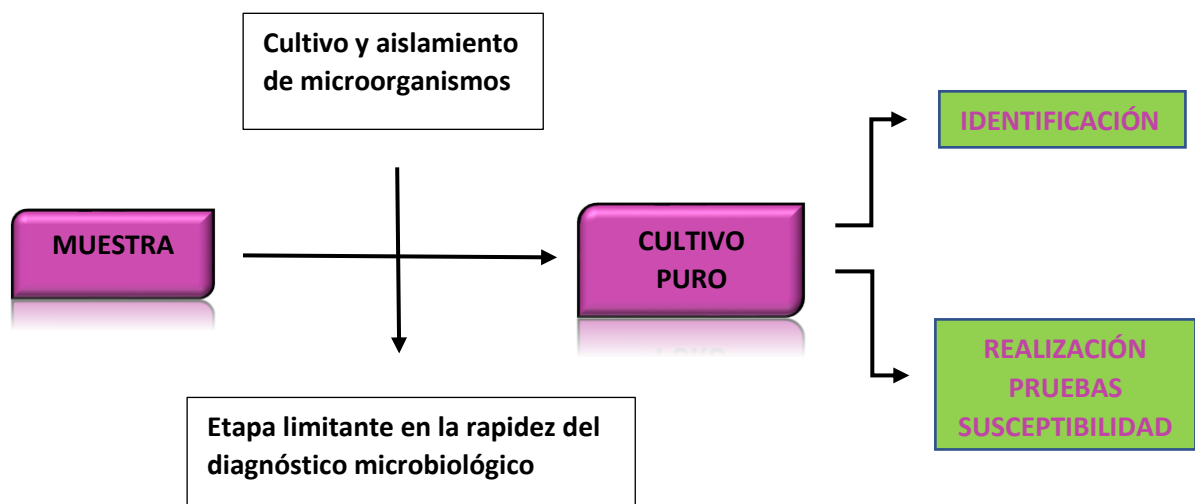 Cultivo y aislamiento
de microorganismos
IDENTIFICACIÓN
MUESTRA
CULTIVO
PURO
REALIZACIÓN
PRUEBAS
SUSCEPTIBILIDAD
Etapa limitante en la rapidez del
diagnóstico microbiológico